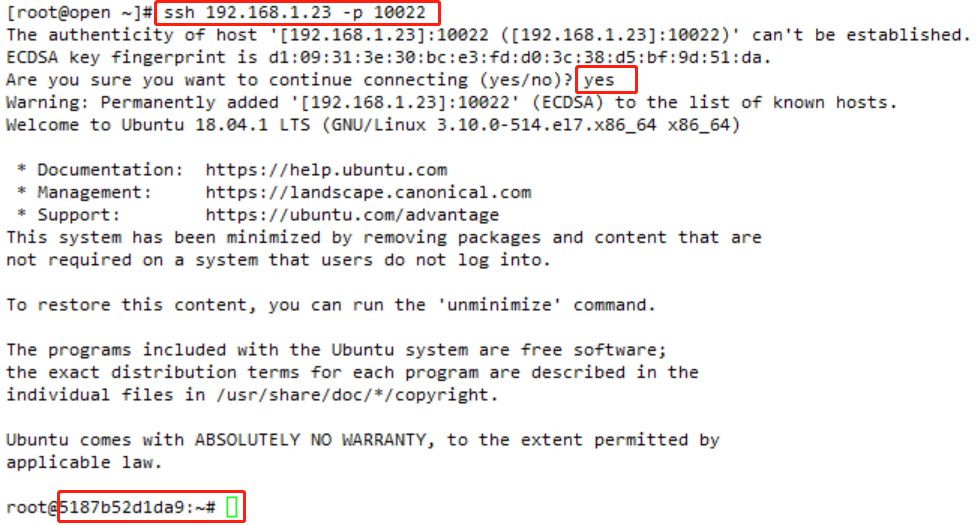 [root@open ~]# ssh 192.168.1.23 -p 10022
The authenticity of host '[192.168.1.23]:10022 ([192.168.1.23]:10022)' can't be established.
ECDSA key fingerprint is d1:09:31:3e:30:bc:e3:fd:d0:3c:38:d5:bf:9d:51:da.
Are you sure you want to continue connecting (yes/no)? yes
Warning: Permanently added '[192.168.1.23]:10022' (ECDSA) to the list of known hosts.
Welcome to Ubuntu 18.04.1 LTS (GNU/Linux 3.10.0-514.el7.x86_64 x86_64)
* Documentation:  https://help.ubuntu.com
* Management:     https://landscape.canonical.com
* Support:        https://ubuntu.com/advantage
This system has been minimized by removing packages and content that are
not required on a system that users do not log into.
To restore this content, you can run the 'unminimize' command.
The programs included with the Ubuntu system are free software;
the exact distribution terms for each program are described in the
individual files in /usr/share/doc/*/copyright.
Ubuntu comes with ABSOLUTELY NO WARRANTY, to the extent permitted by
applicable law.
root@5187b52d1da9:~#